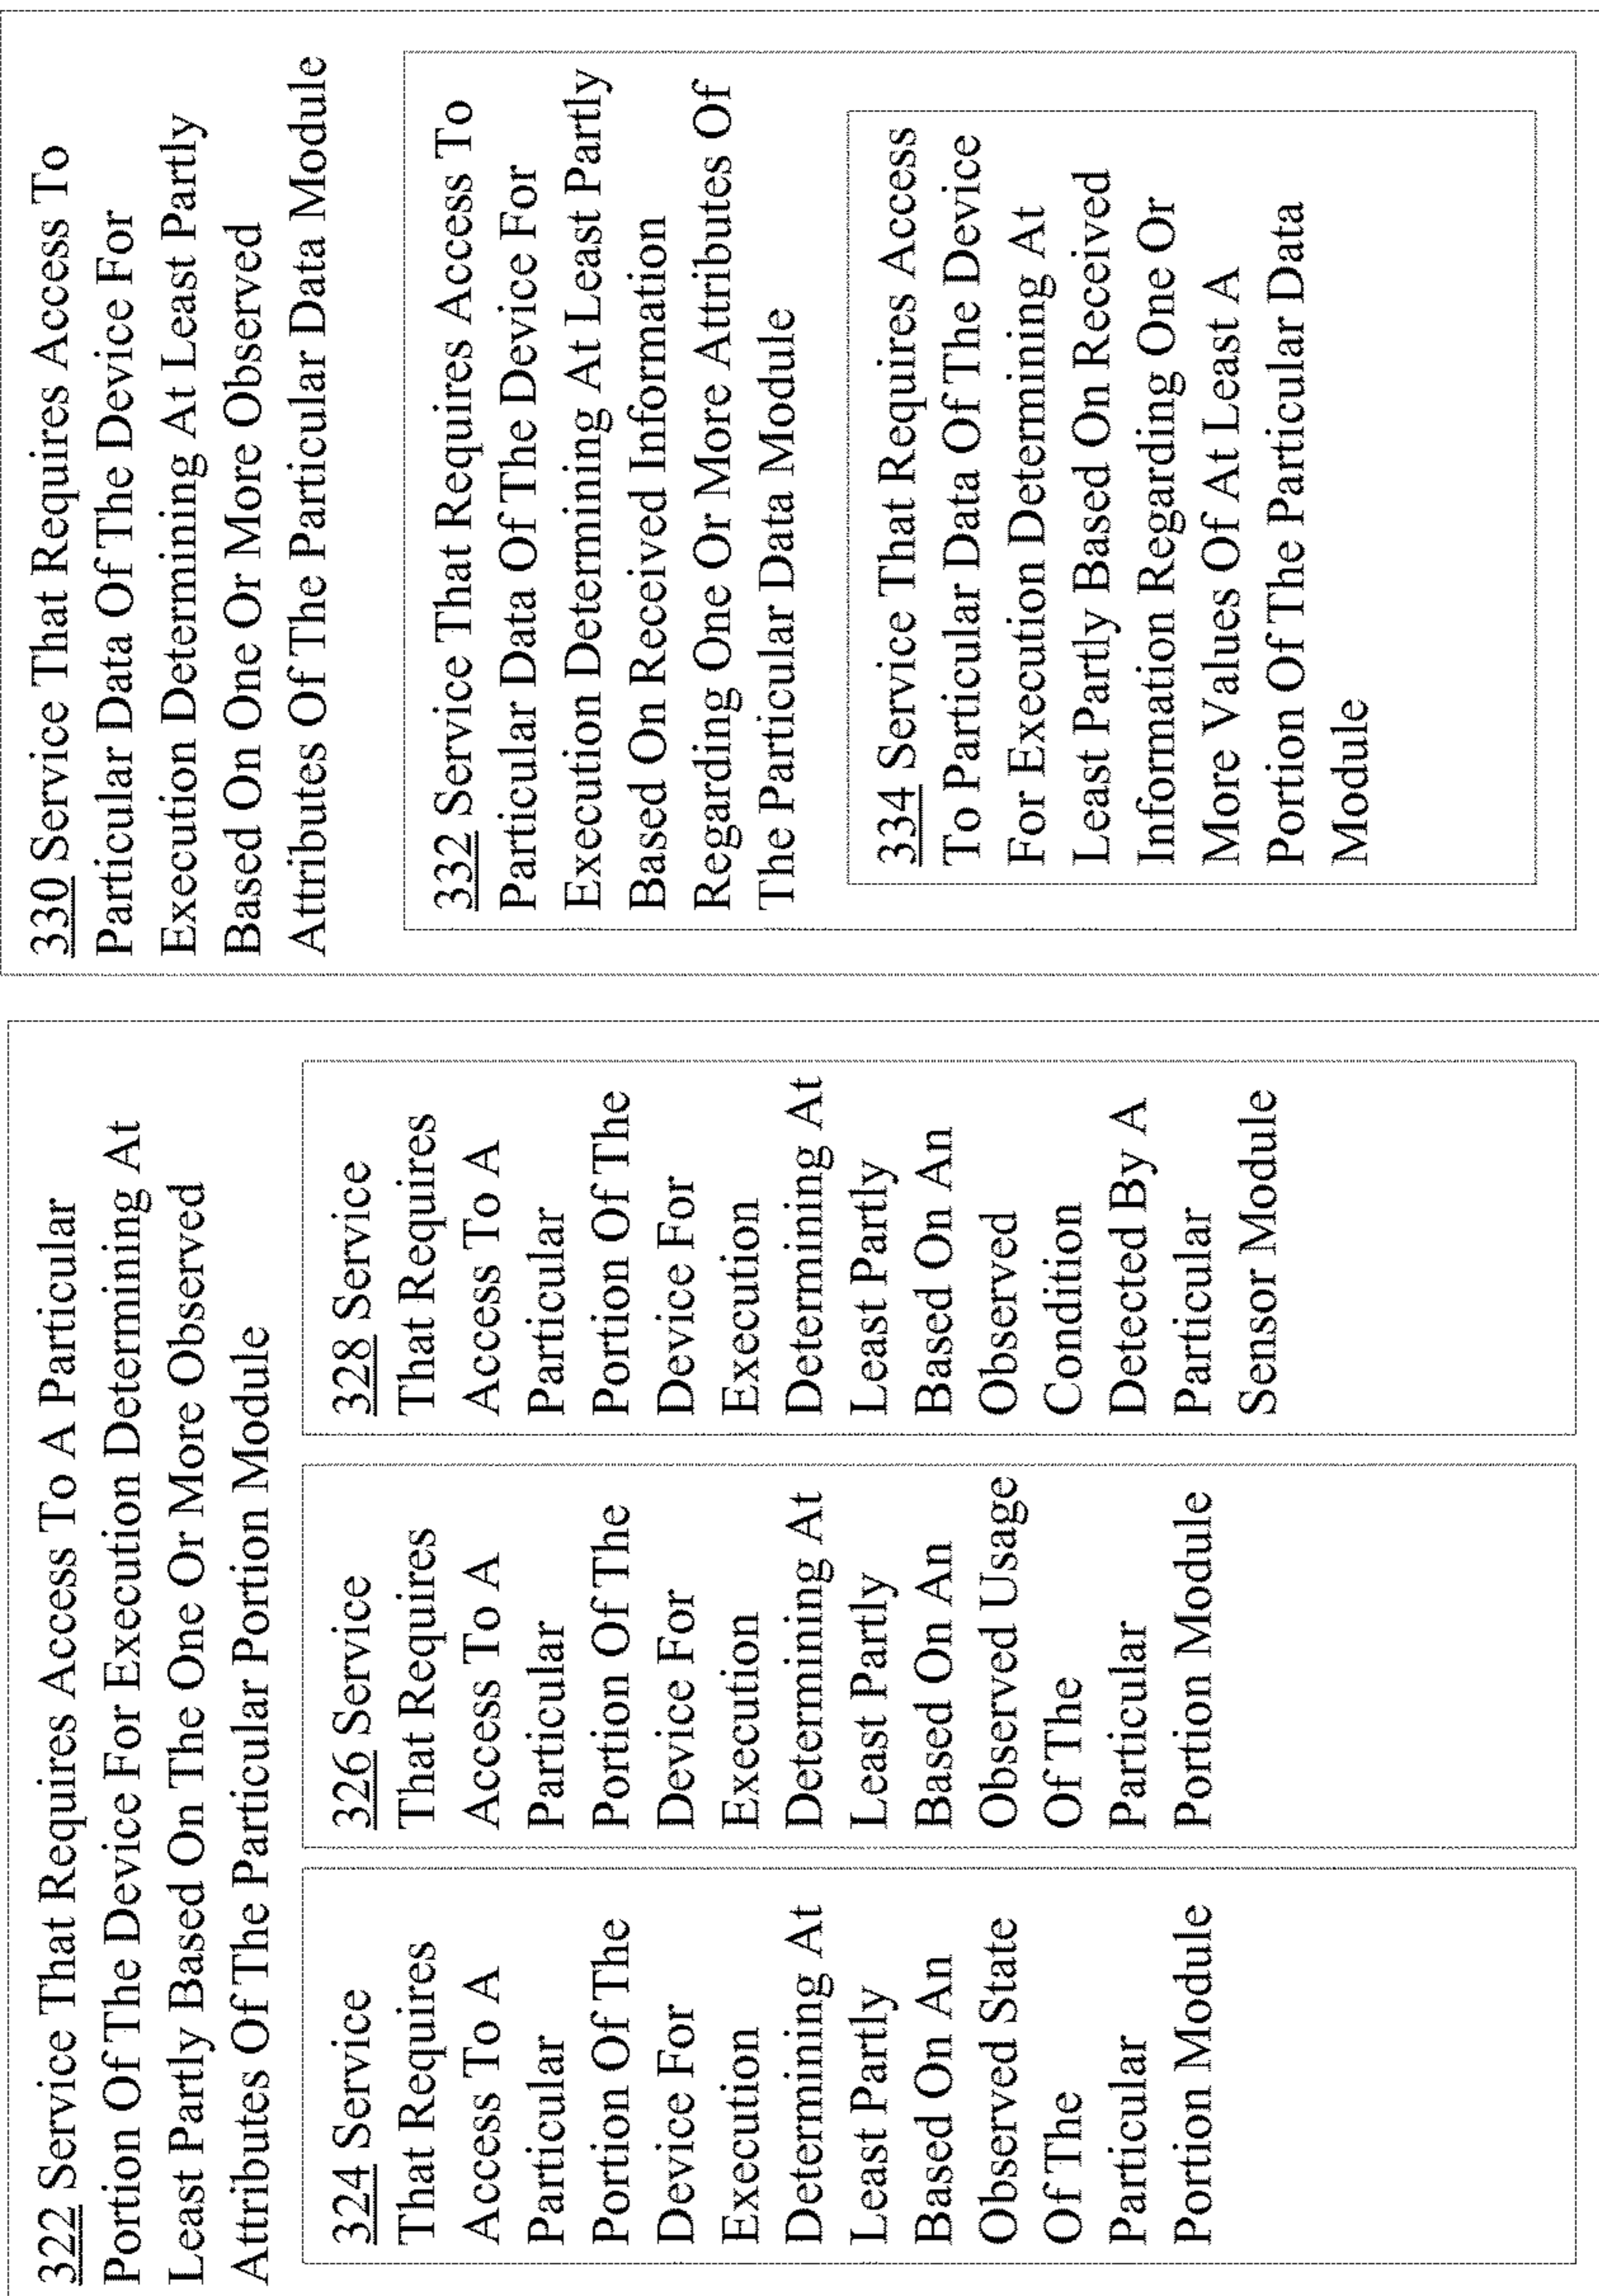 322 Service That Requires Access To A Particular
Portion Of The Device For Execution Determining At
Least Partly Based On The One Or More Observed
Attributes Of The Particular Portion Module
324 Service
That Requires
Access To A
Particular
Portion Of The
Device For
Execution
Determining At
Least Partly
Based On An
Observed State
Of The
Particular
Portion Module
326 Service
That Requires
Access To A
Particular
Portion Of The
Device For
Execution
Determining At
Least Partly
Based On An
Observed Usage
Of The
Particular
Portion Module
328 Service
That Requires
Access To A
Particular
Portion Of The
Device For
Execution
Determining At
Least Partly
Based On An
Observed
Condition
Detected By A
Particular
Sensor Module
330 Service That Requires Access To
Particular Data Of The Device For
Execution Determining At Least Partly
Based On One Or More Observed
Attributes Of The Particular Data Module
332 Service That Requires Access To
Particular Data Of The Device For
Execution Determining At Least Partly
Based On Received Information
Regarding One Or More Attributes Of
The Particular Data Module
334 Service That Requires Access
To Particular Data Of The Device
For Execution Determining At
Least Partly Based On Received
Information Regarding One Or
More Values Of At Least A
Portion Of The Particular Data
Module